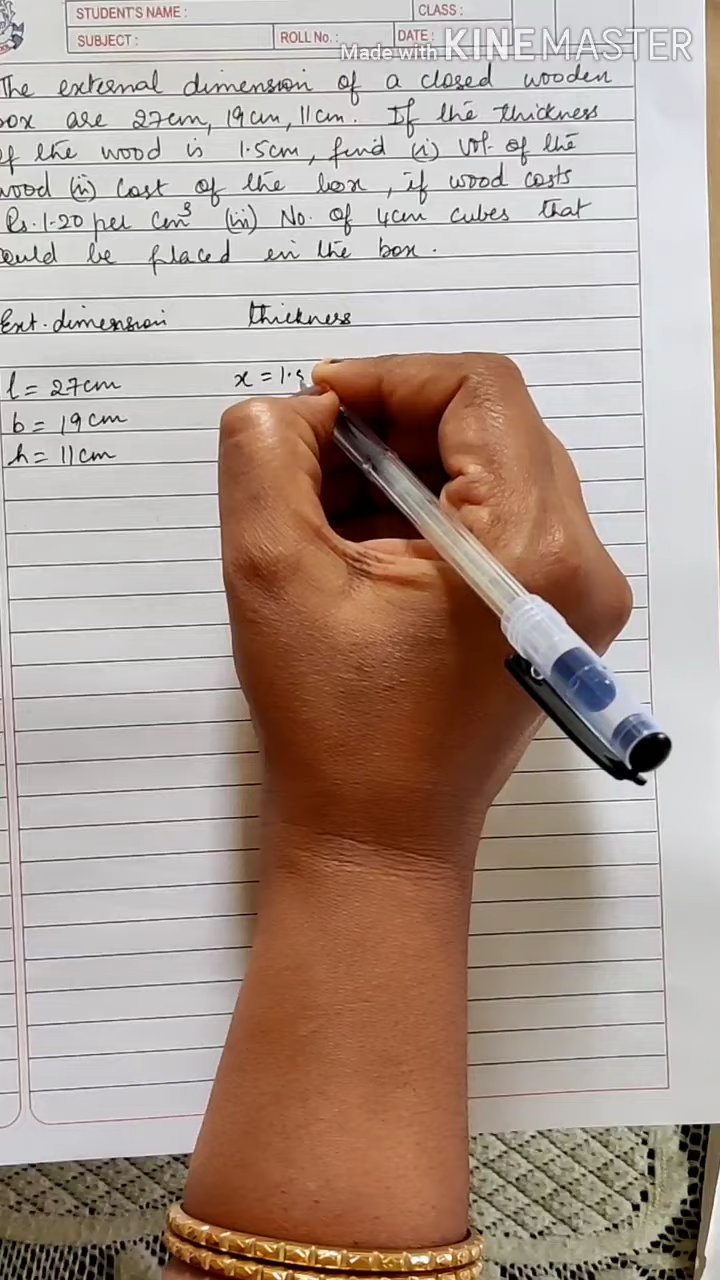 STUDENT'S NAME : CLASS :
SUBJECT : ROLL No. : DATE :
Made with KINEMASTER
The external dimension of a closed wooden
box are 27cm, 19cm, 11cm. If the thickness
of the wood is 1.5cm, find (i) vol. of the
wood (ii) cost of the box, if wood costs
Rs. 1.20 per cm³ (iii) No. of 4cm cubes that
could be placed in the box.
Ext. dimension thickness
l = 27cm x = 1.5
b = 19cm
h = 11cm